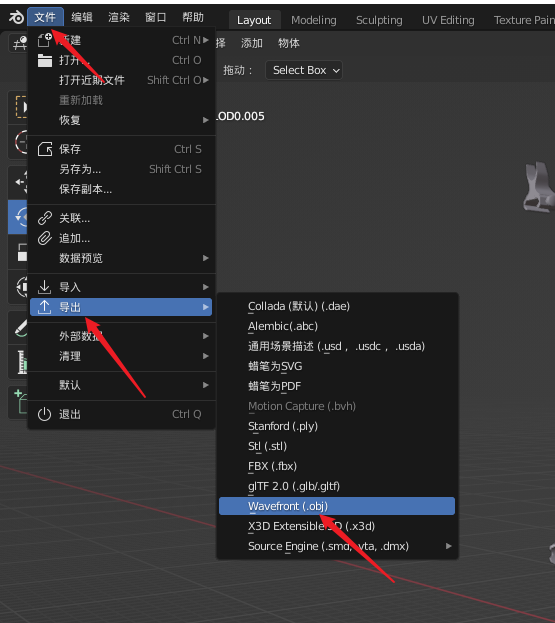 文件 编辑 渲染 窗口 帮助 Layout Modeling Sculpting UV Editing Texture Pain
新建 Ctrl N
择 添加 物体
打开... Ctrl O
拖动： Select Box
打开近期文件 Shift Ctrl O
重新加载
恢复
LOD0.005
保存 Ctrl S
另存为... Shift Ctrl S
保存副本...
关联...
追加...
数据预览
导入
导出
外部数据
清理
默认
退出 Ctrl Q
Collada (默认) (.dae)
Alembic(.abc)
通用场景描述 (.usd， .usdc， .usda)
蜡笔为SVG
蜡笔为PDF
Motion Capture (.bvh)
Stanford (.ply)
Stl (.stl)
FBX (.fbx)
glTF 2.0 (.glb/.gltf)
Wavefront (.obj)
X3D Extensible 3D (.x3d)
Source Engine (.smd, .vta, .dmx)